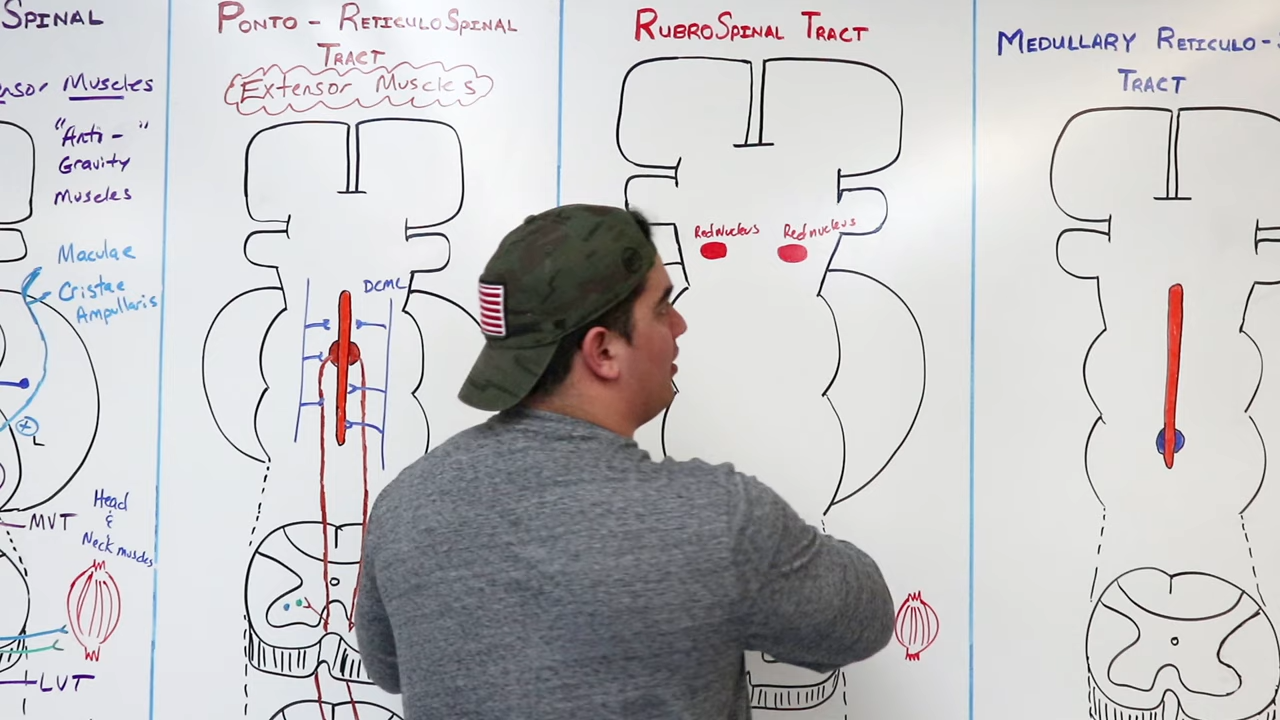 SPINAL
nsor Muscles
"Anti-"
Gravity
Muscles
Maculae
Cristae
Ampullaris
+
L
MVT
Head
&
Neck muscles
LVT
PONTO - RETICULOSPINAL
TRACT
Extensor Muscles
DCML
RUBROSPINAL TRACT
Red Nucleus
Red nucleus
MEDULLARY RETICULO-
TRACT